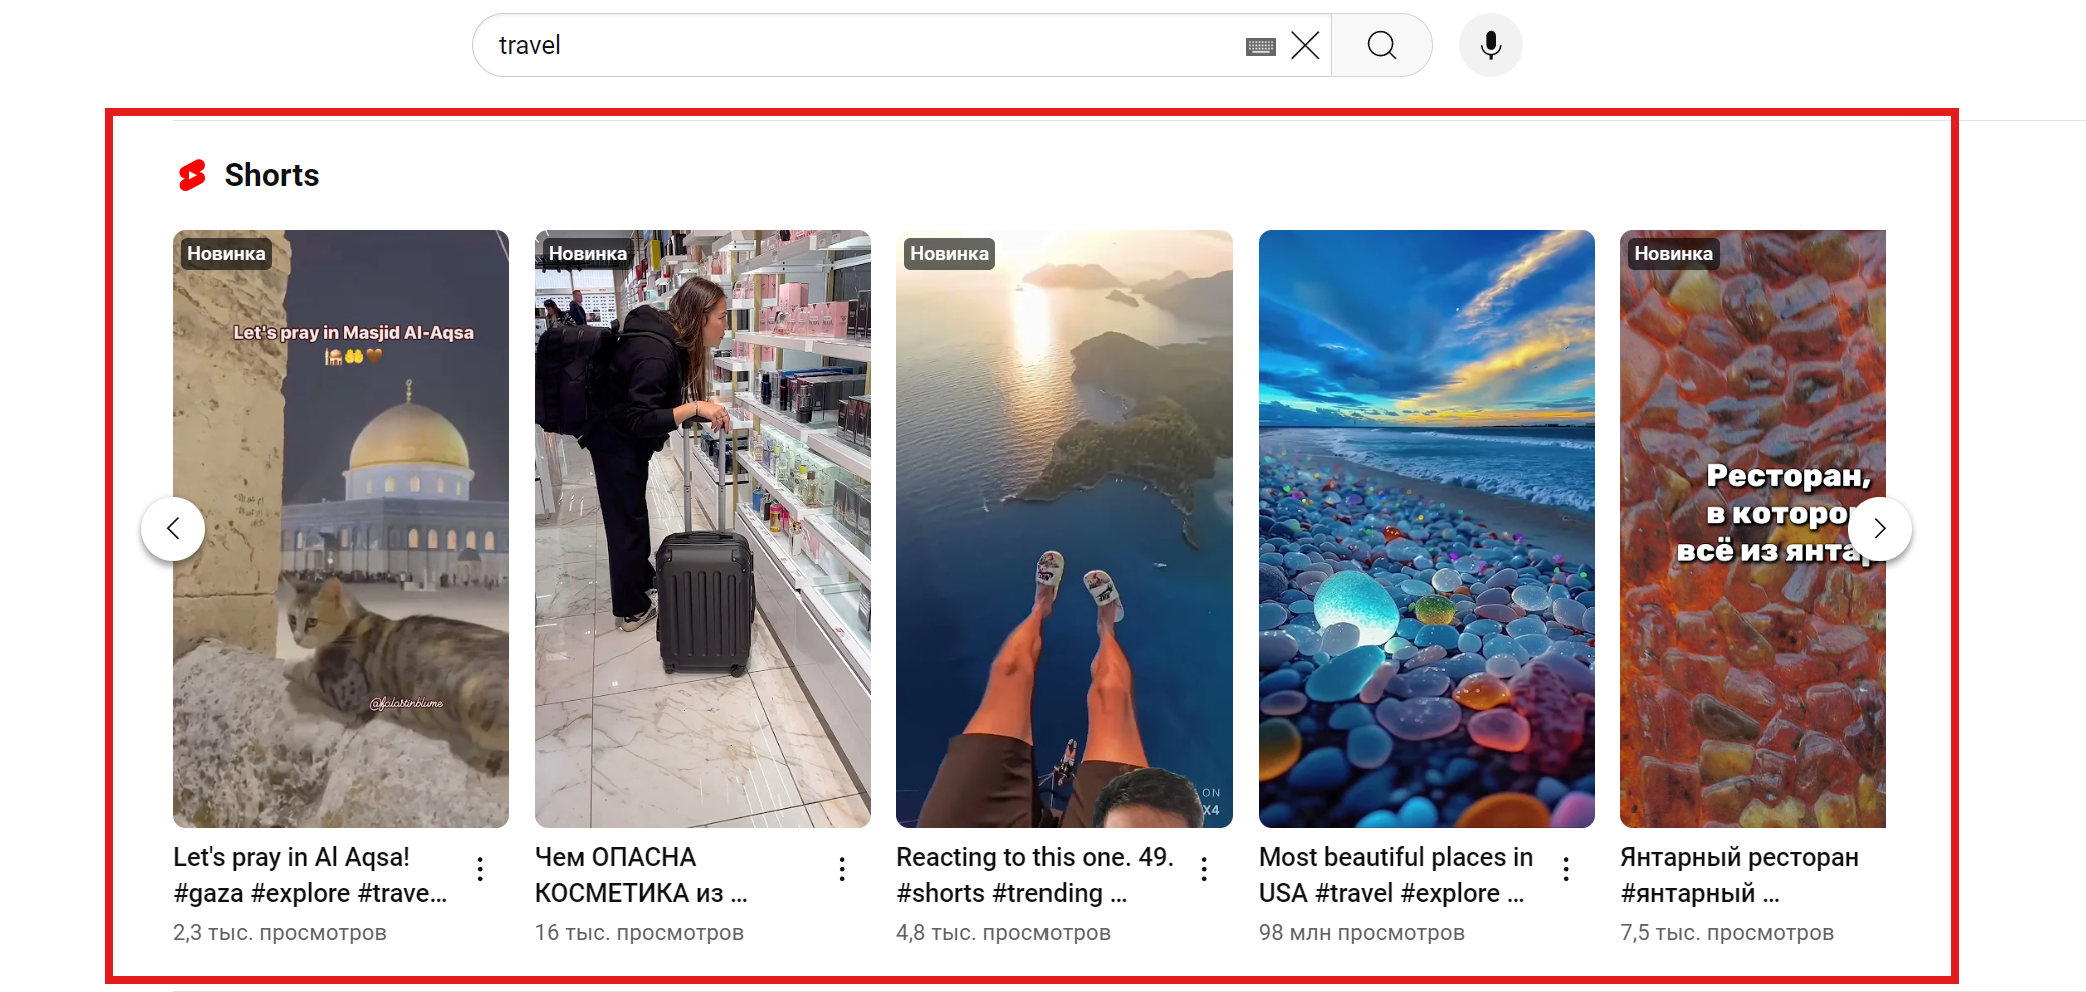 travel
Shorts
Новинка
Let's pray in Masjid Al-Aqsa
@falastinblume
Let's pray in Al Aqsa!
#gaza #explore #trave...
2,3 тыс. просмотров
Новинка
Чем ОПАСНА
КОСМЕТИКА из ...
16 тыс. просмотров
Новинка
ON
X4
Reacting to this one. 49.
#shorts #trending ...
4,8 тыс. просмотров
Most beautiful places in
USA #travel #explore ...
98 млн просмотров
Новинка
Ресторан,
в которо
всё из янта
Янтарный ресторан
#янтарный ...
7,5 тыс. просмотров